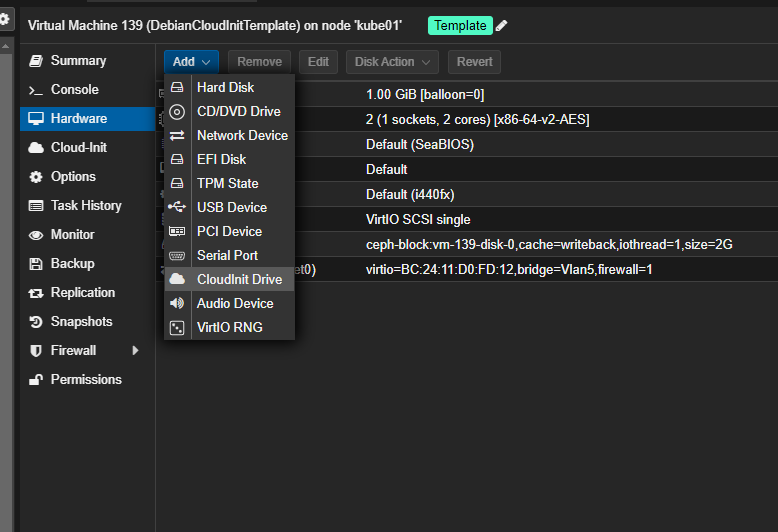 Virtual Machine 139 (DebianCloudInitTemplate) on node 'kube01' Template
Summary
Console
Hardware
Cloud-Init
Options
Task History
Monitor
Backup
Replication
Snapshots
Firewall
Permissions
Add Remove Edit Disk Action Revert
Hard Disk
CD/DVD Drive
Network Device
EFI Disk
TPM State
USB Device
PCI Device
Serial Port
CloudInit Drive
Audio Device
VirtIO RNG
1.00 GiB [balloon=0]
2 (1 sockets, 2 cores) [x86-64-v2-AES]
Default (SeaBIOS)
Default
Default (i440fx)
VirtIO SCSI single
ceph-block:vm-139-disk-0,cache=writeback,iothread=1,size=2G
et0) virtio=BC:24:11:D0:FD:12,bridge=Vlan5,firewall=1